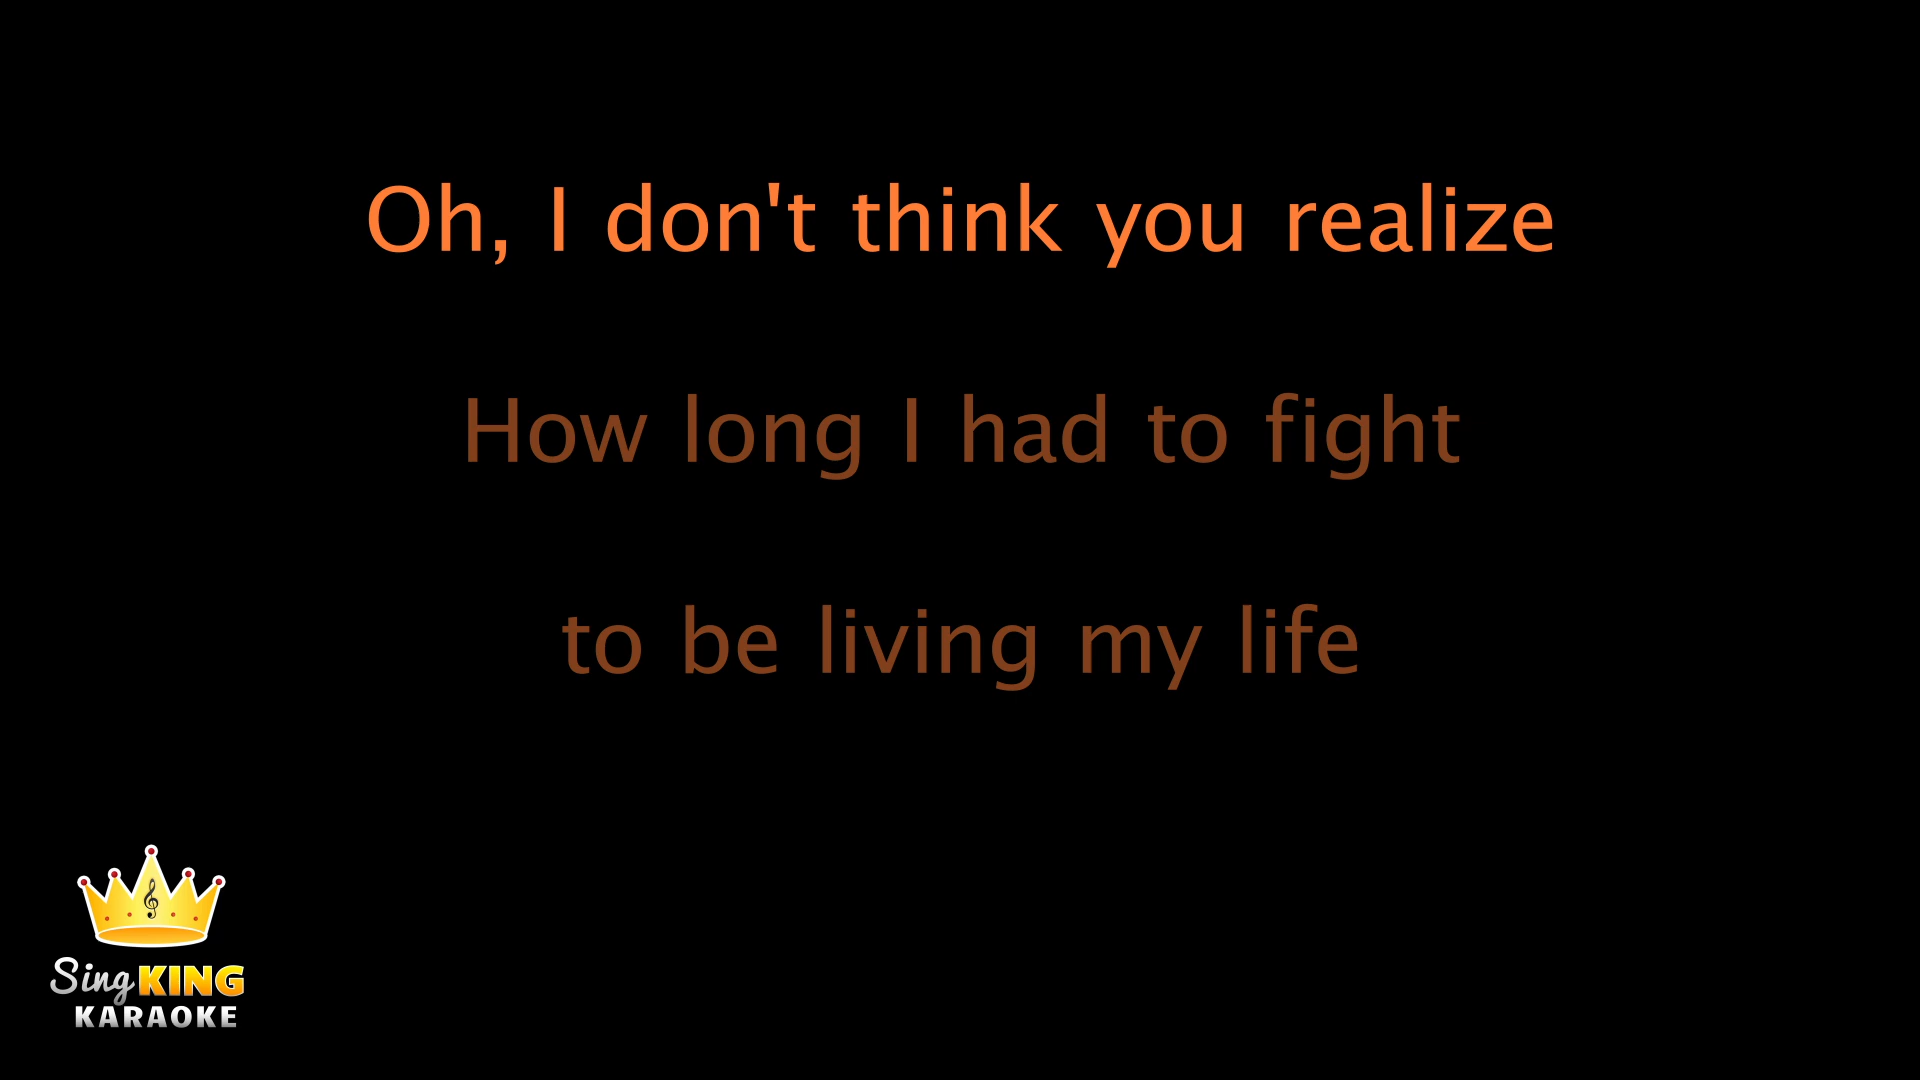 Oh, I don't think you realize
How long I had to fight
to be living my life
Sing KING
KARAOKE